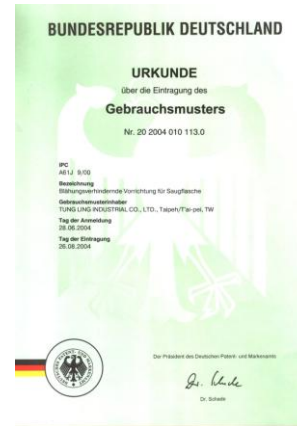 BUNDESREPUBLIK DEUTSCHLAND
URKUNDE
über die Eintragung des
Gebrauchsmusters
Nr. 20 2004 010 113.0
IPC
A61J 9/00
Bezeichnung
Blähungsverhindernde Vorrichtung für Saugflasche
Gebrauchsmusterinhaber
TUNG LING INDUSTRIAL CO., LTD., Taipeh/T'ai-pei, TW
Tag der Anmeldung
28.06.2004
Tag der Eintragung
26.08.2004
Der Präsident des Deutschen Patent- und Markenamts
Dr. Schade